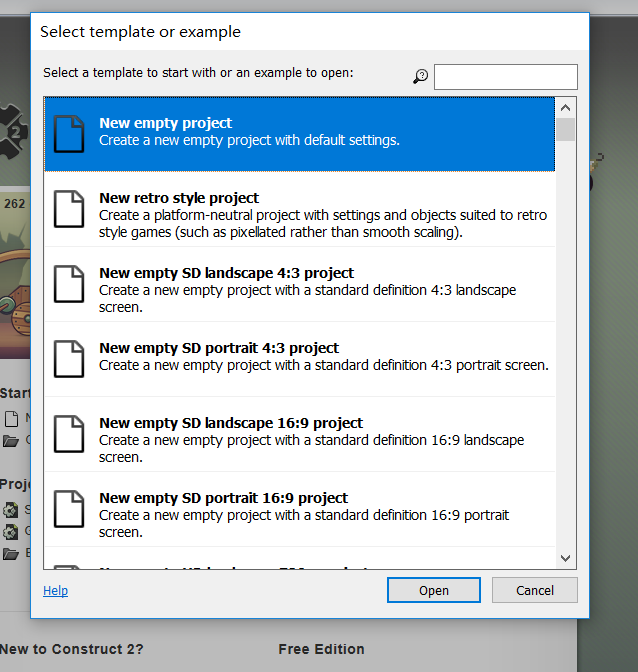 Select template or example
Select a template to start with or an example to open:
New empty project
Create a new empty project with default settings.
262
New retro style project
Create a platform-neutral project with settings and objects suited to retro
style games (such as pixellated rather than smooth scaling).
New empty SD landscape 4:3 project
Create a new empty project with a standard definition 4:3 landscape
screen.
New empty SD portrait 4:3 project
Create a new empty project with a standard definition 4:3 portrait screen.
Start
New empty SD landscape 16:9 project
Create a new empty project with a standard definition 16:9 landscape
screen.
Proje
New empty SD portrait 16:9 project
Create a new empty project with a standard definition 16:9 portrait
screen.
Help
Open
Cancel
New to Construct 2?
Free Edition